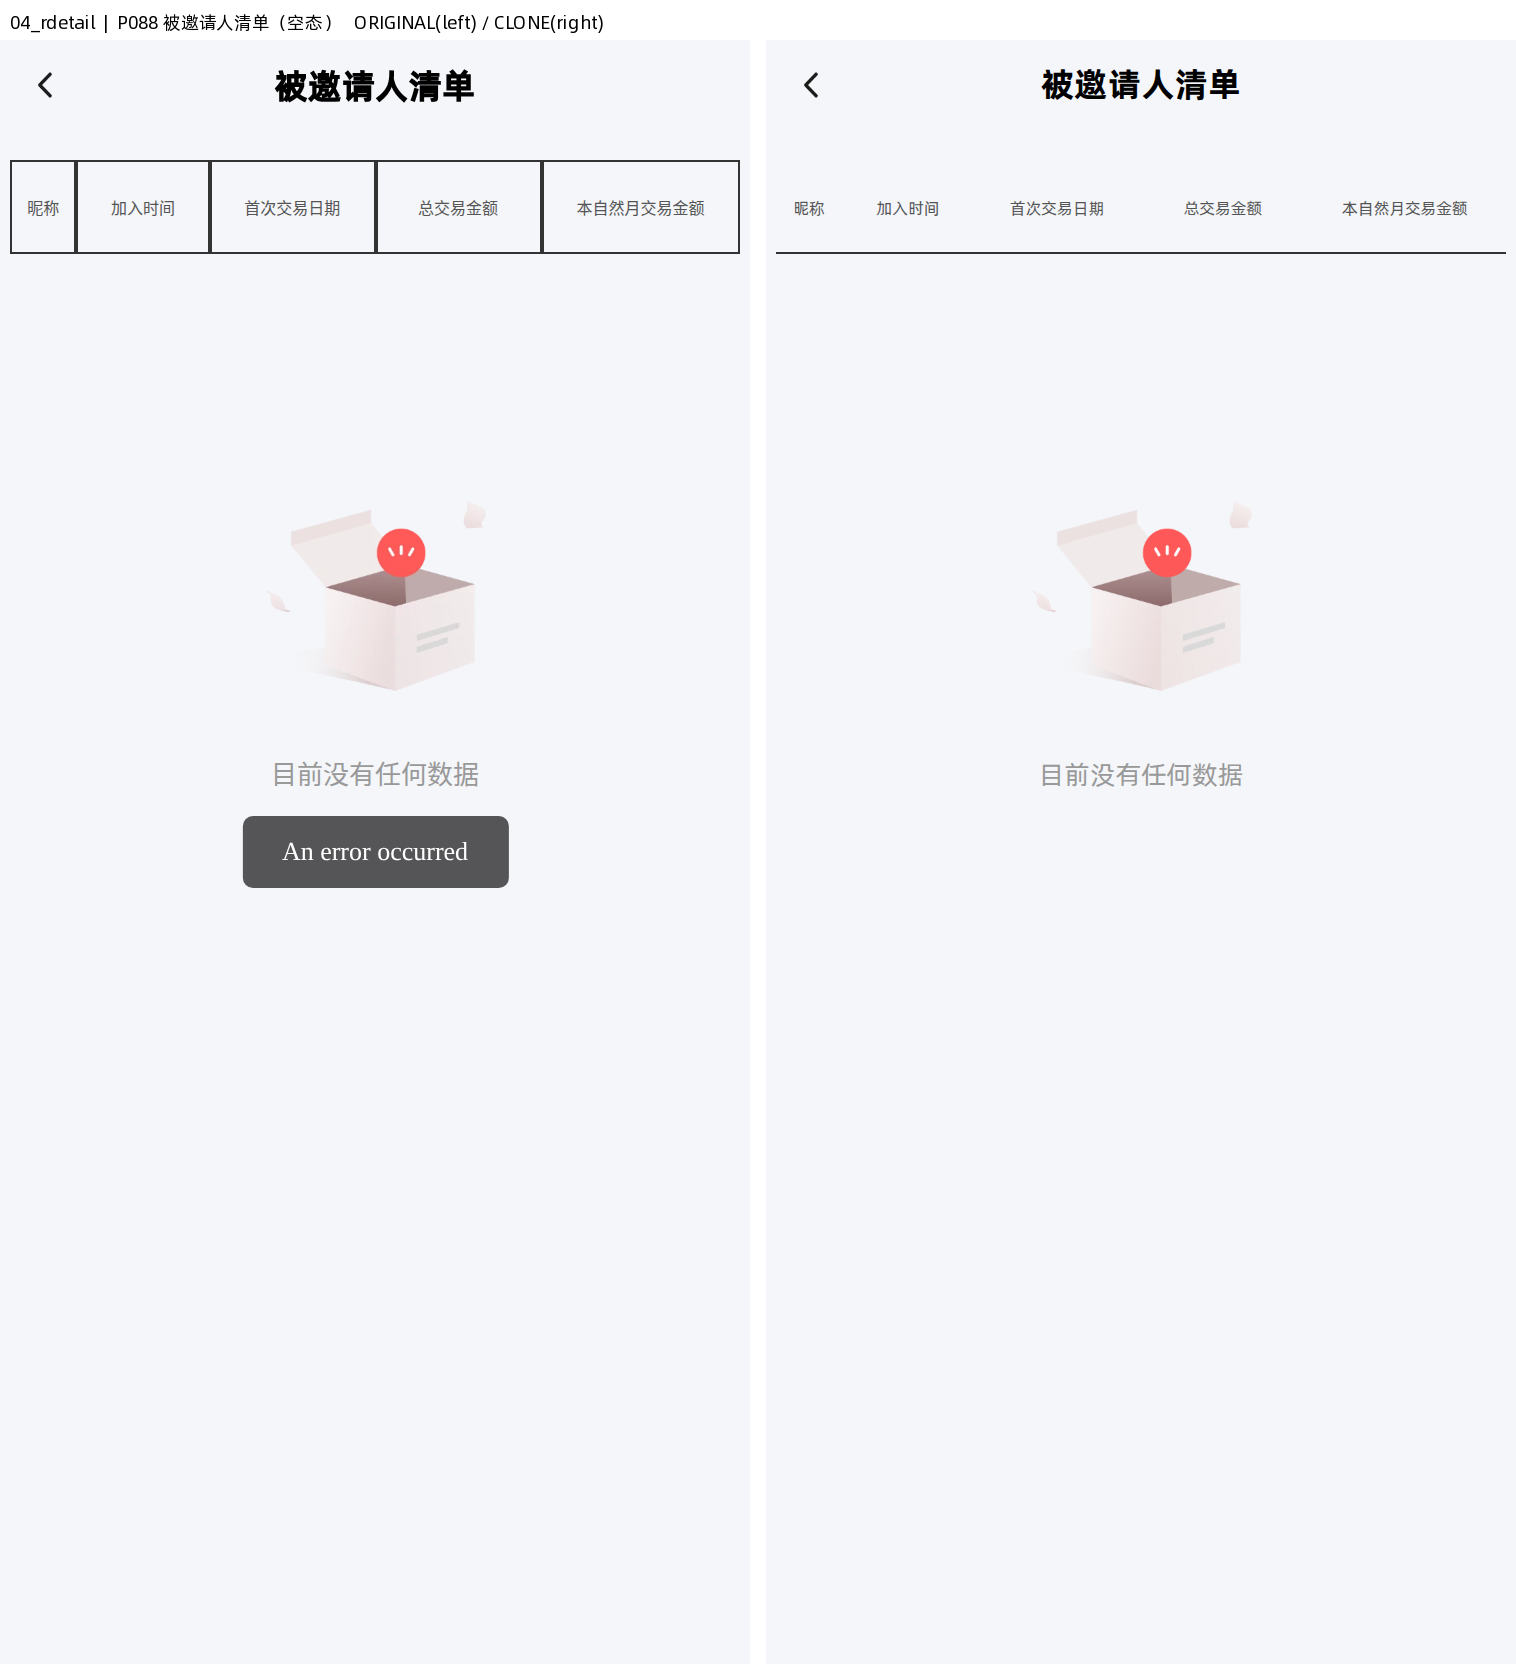 04_rdetail | P088 被邀请人清单（空态） ORIGINAL(left) / CLONE(right)
被邀请人清单
昵称 加入时间 首次交易日期 总交易金额 本自然月交易金额
目前没有任何数据
An error occurred
被邀请人清单
昵称 加入时间 首次交易日期 总交易金额 本自然月交易金额
目前没有任何数据